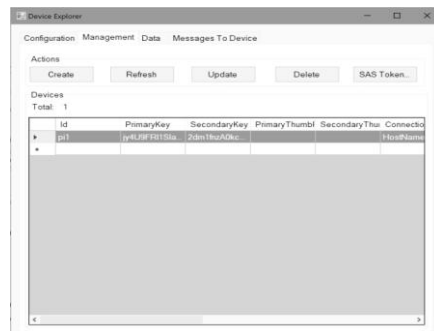 Device Explorer
Configuration Management Data Messages To Device
Actions
Create Refresh Update Delete SAS Token...
Devices
Total: 1
Id PrimaryKey SecondaryKey PrimaryThumbl SecondaryThu Connectio
pi1 HostName